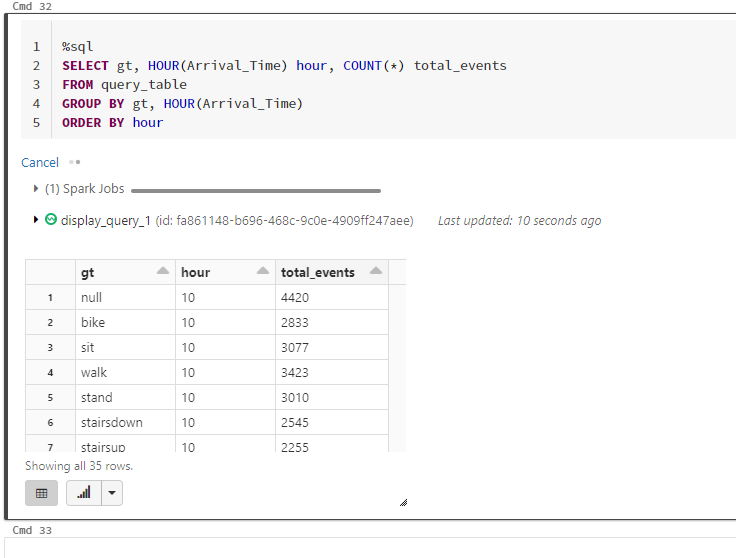 Cmd 32
1 %sql
2 SELECT gt, HOUR(Arrival_Time) hour, COUNT(*) total_events
3 FROM query_table
4 GROUP BY gt, HOUR(Arrival_Time)
5 ORDER BY hour
Cancel
(1) Spark Jobs
display_query_1 (id: fa861148-b696-468c-9c0e-4909ff247aee) Last updated: 10 seconds ago
gt hour total_events
1 null 10 4420
2 bike 10 2833
3 sit 10 3077
4 walk 10 3423
5 stand 10 3010
6 stairsdown 10 2545
7 stairsup 10 2255
Showing all 35 rows.
Cmd 33